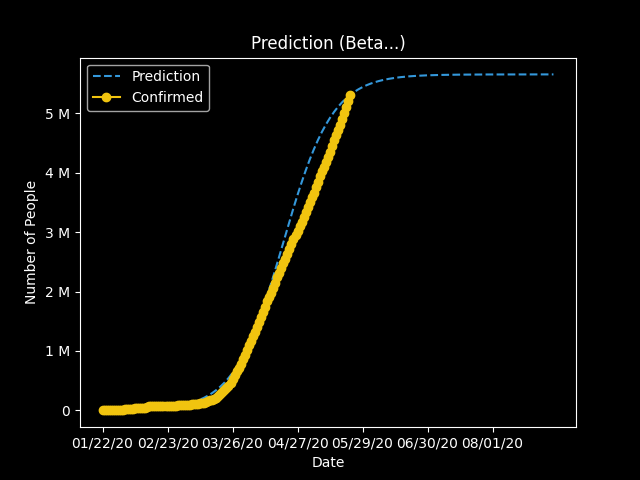 Prediction (Beta...)
Prediction
Confirmed
5 M
4 M
3 M
2 M
1 M
0
Number of People
01/22/20 02/23/20 03/26/20 04/27/20 05/29/20 06/30/20 08/01/20
Date